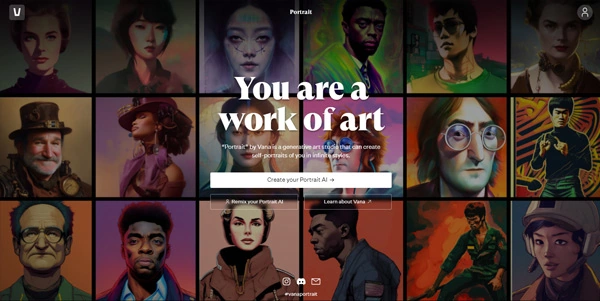 V
Portrait
You are a
work of art
"Portrait" by Vana is a generative art studio that can create
self-portraits of you in infinite styles.
Create your Portrait AI →
Remix your Portrait AI
Learn about Vana ↗
#vanaportrait